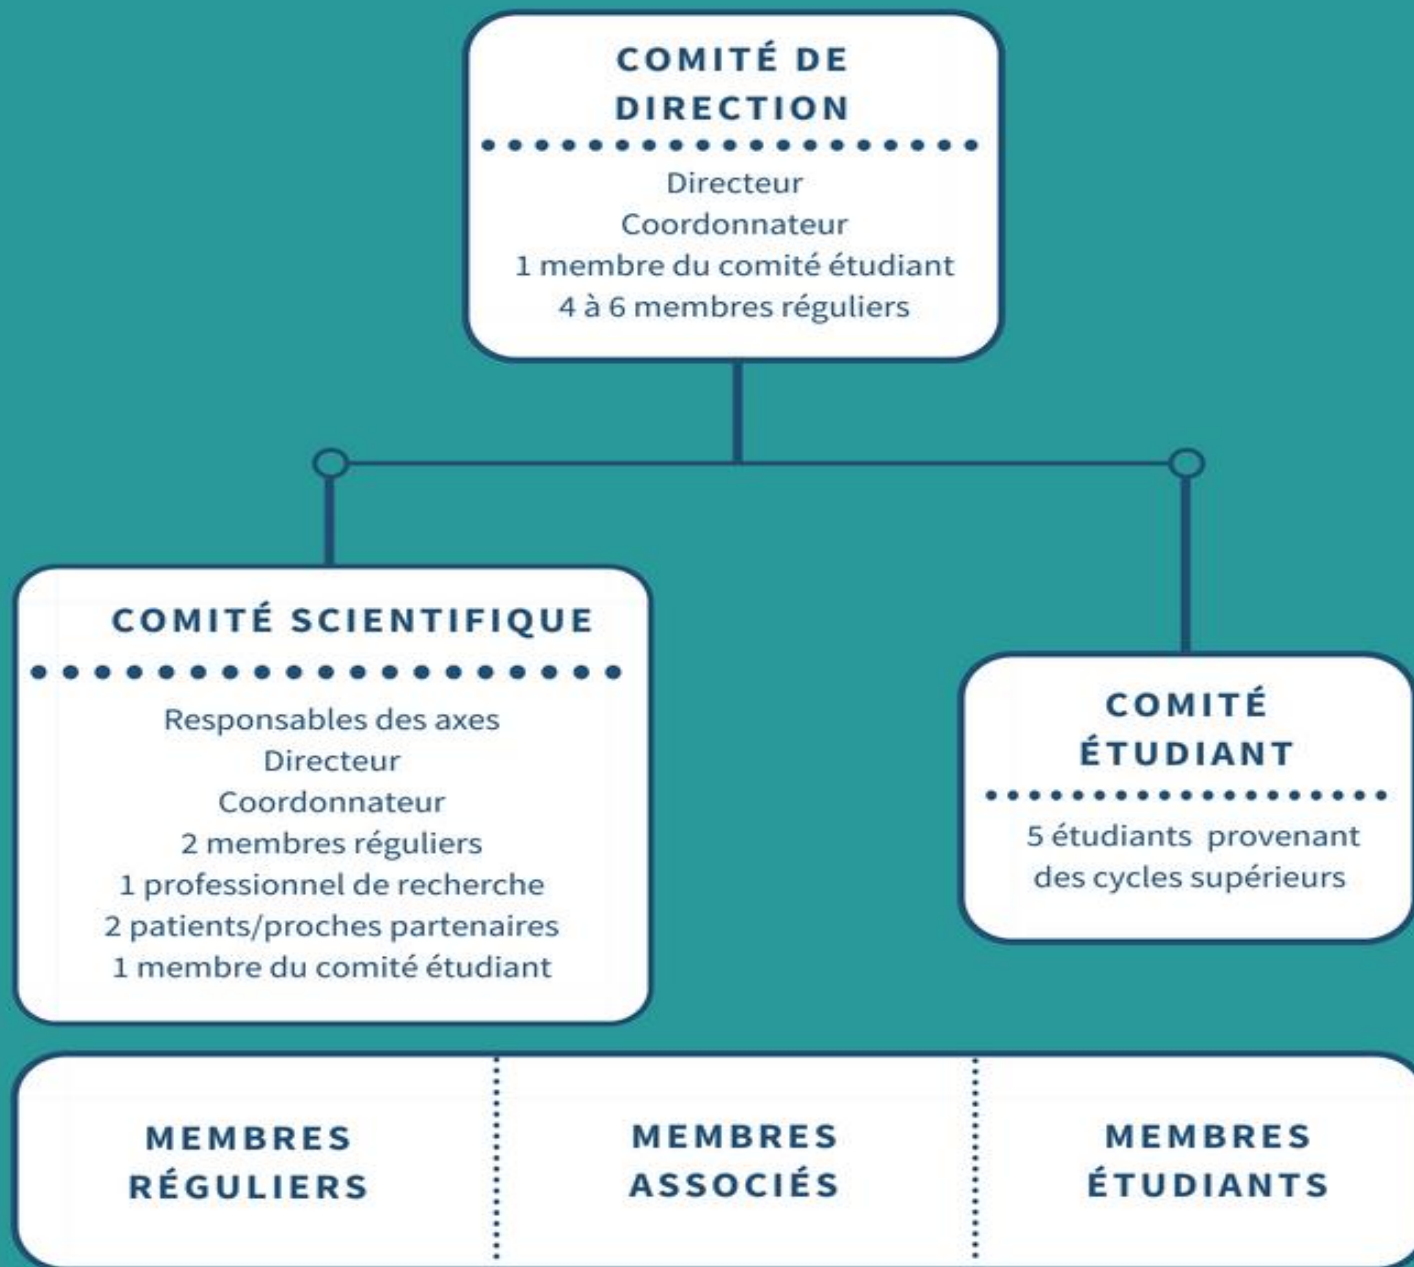 COMITÉ DE
DIRECTION
Directeur
Coordonnateur
1 membre du comité étudiant
4 à 6 membres réguliers
COMITÉ SCIENTIFIQUE
Responsables des axes
Directeur
Coordonnateur
2 membres réguliers
1 professionnel de recherche
2 patients/proches partenaires
1 membre du comité étudiant
COMITÉ
ÉTUDIANT
5 étudiants provenant
des cycles supérieurs
MEMBRES
RÉGULIERS
MEMBRES
ASSOCIÉS
MEMBRES
ÉTUDIANTS